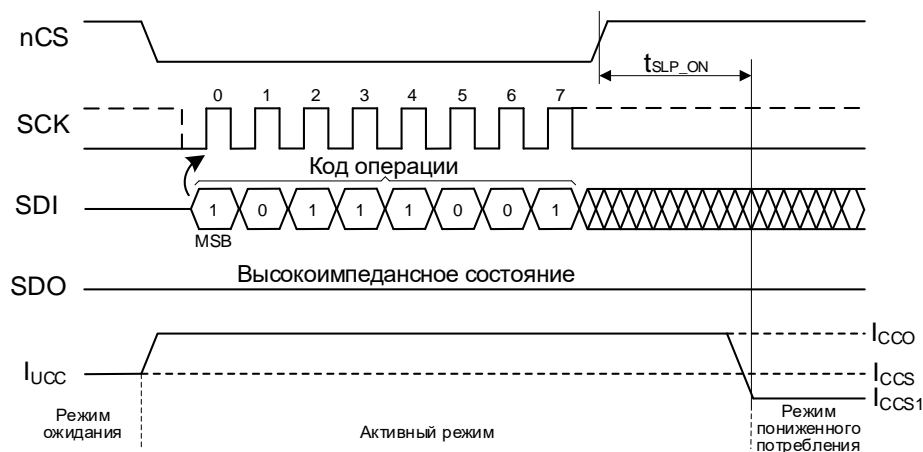 nCS
tSLP_ON
0 1 2 3 4 5 6 7
SCK
Код операции
SDI
1 0 1 1 1 0 0 1
MSB
Высокоимпедансное состояние
SDO
ICCO
IUCC
ICCS
ICCS1
Режим
ожидания
Активный режим
Режим
пониженного
потребления